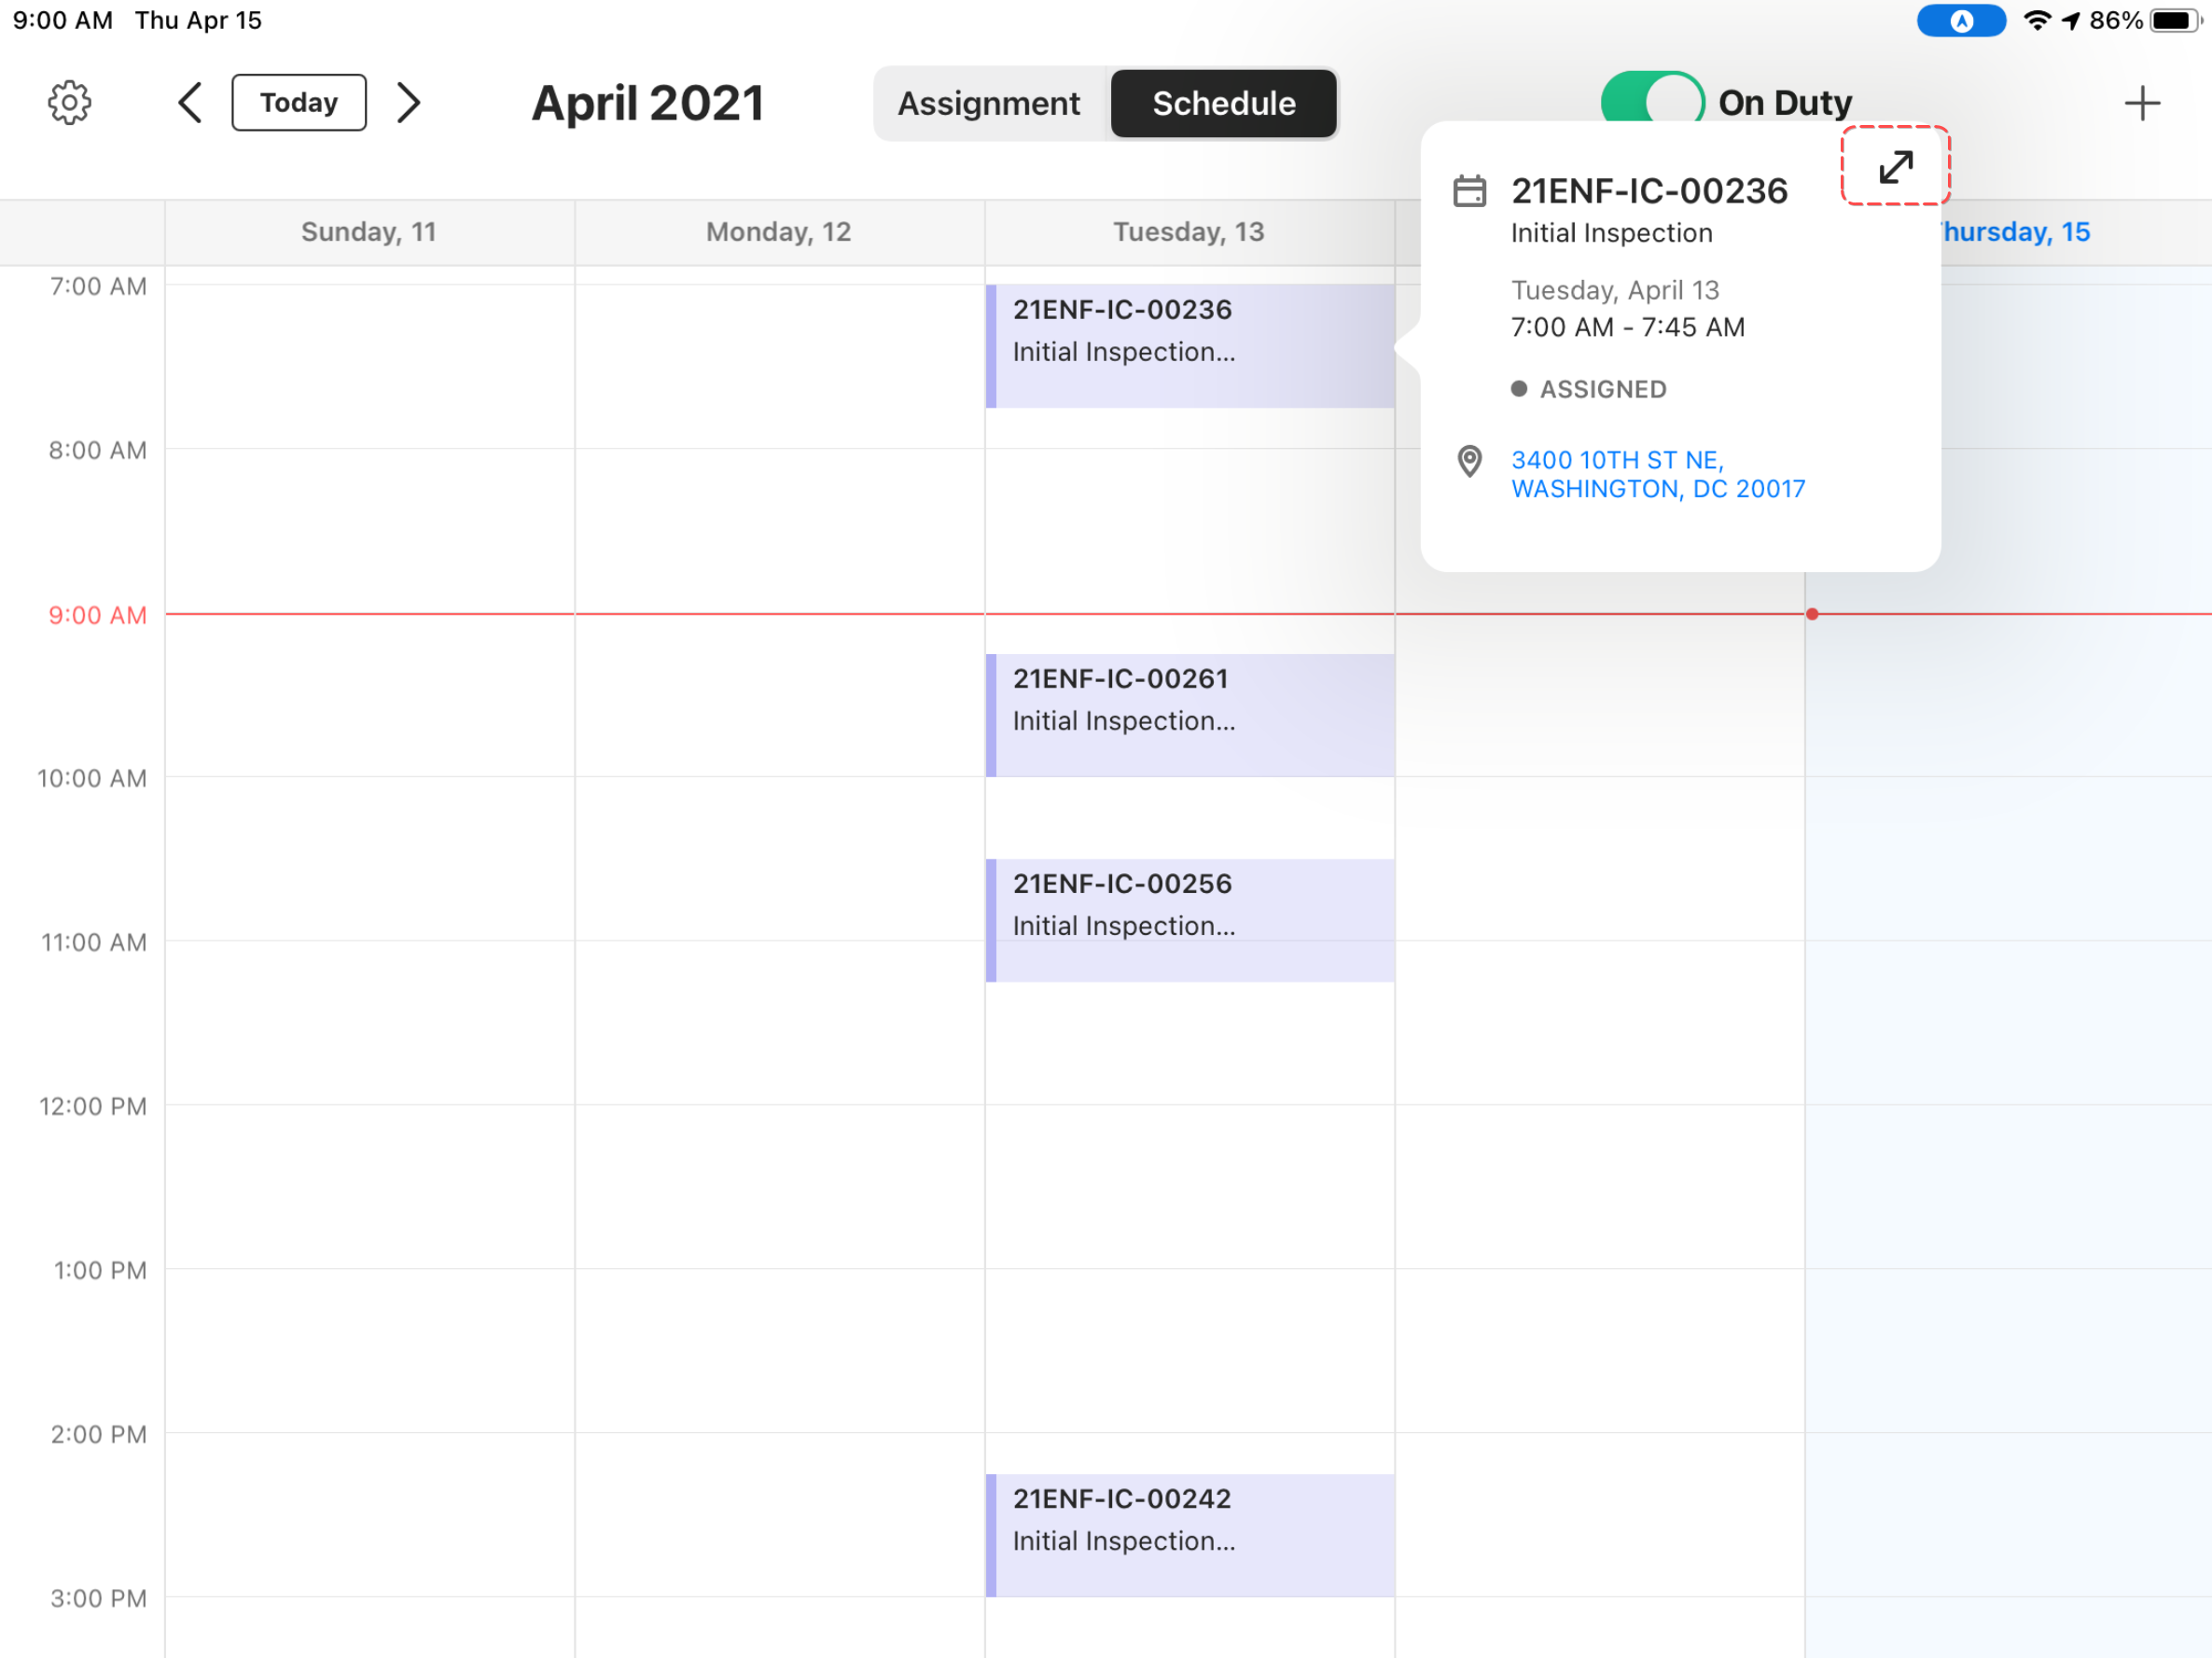 9:00 AM Thu Apr 15
86%
Today
April 2021
Assignment
Schedule
On Duty
Sunday, 11
Monday, 12
Tuesday, 13
hursday, 15
21ENF-IC-00236
Initial Inspection
Tuesday, April 13
7:00 AM - 7:45 AM
ASSIGNED
3400 10TH ST NE,
WASHINGTON, DC 20017
7:00 AM
21ENF-IC-00236
Initial Inspection...
8:00 AM
9:00 AM
21ENF-IC-00261
Initial Inspection...
10:00 AM
21ENF-IC-00256
Initial Inspection...
11:00 AM
12:00 PM
1:00 PM
2:00 PM
21ENF-IC-00242
Initial Inspection...
3:00 PM